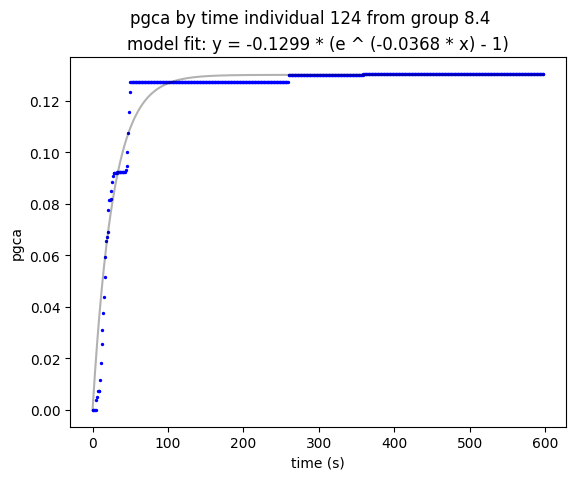 pgca by time individual 124 from group 8.4
model fit: y = -0.1299 * (e ^ (-0.0368 * x) - 1)
0.12
0.10
0.08
0.06
0.04
0.02
0.00
pgca
0 100 200 300 400 500 600
time (s)